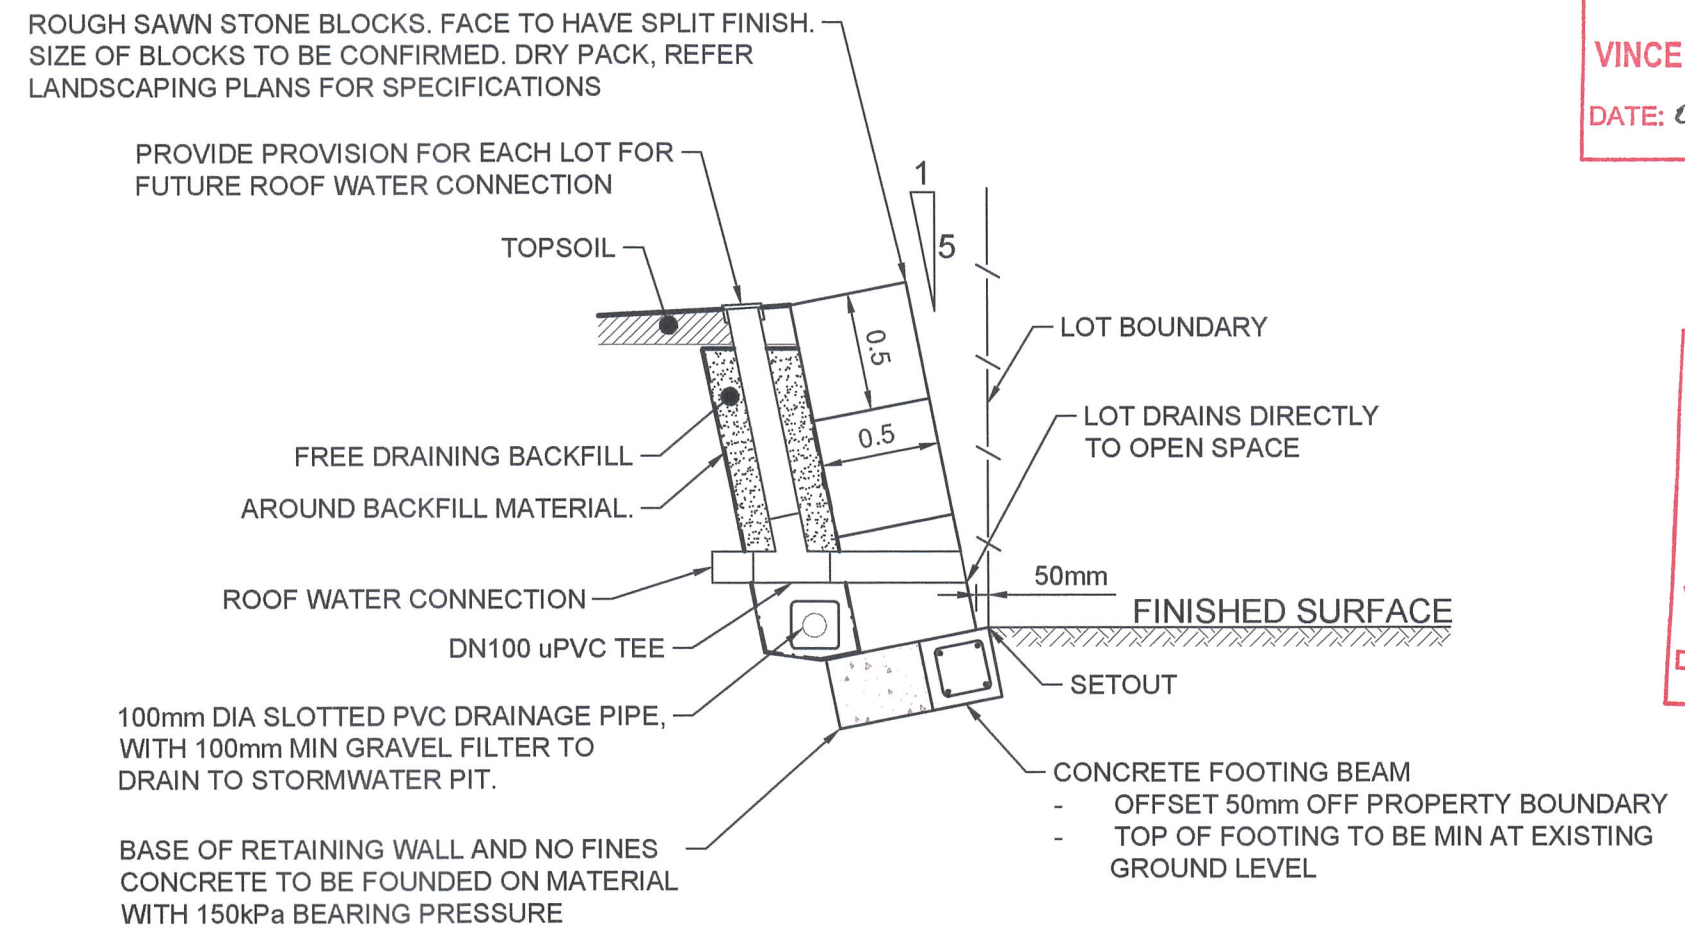 ROUGH SAWN STONE BLOCKS. FACE TO HAVE SPLIT FINISH.
SIZE OF BLOCKS TO BE CONFIRMED. DRY PACK, REFER
LANDSCAPING PLANS FOR SPECIFICATIONS
VINCE
DATE:
PROVIDE PROVISION FOR EACH LOT FOR
FUTURE ROOF WATER CONNECTION
1
5
TOPSOIL
LOT BOUNDARY
0.5
LOT DRAINS DIRECTLY
TO OPEN SPACE
0.5
FREE DRAINING BACKFILL
AROUND BACKFILL MATERIAL.
50mm
ROOF WATER CONNECTION
FINISHED SURFACE
DN100 uPVC TEE
SETOUT
100mm DIA SLOTTED PVC DRAINAGE PIPE,
WITH 100mm MIN GRAVEL FILTER TO
DRAIN TO STORMWATER PIT.
CONCRETE FOOTING BEAM
- OFFSET 50mm OFF PROPERTY BOUNDARY
- TOP OF FOOTING TO BE MIN AT EXISTING
GROUND LEVEL
BASE OF RETAINING WALL AND NO FINES
CONCRETE TO BE FOUNDED ON MATERIAL
WITH 150kPa BEARING PRESSURE